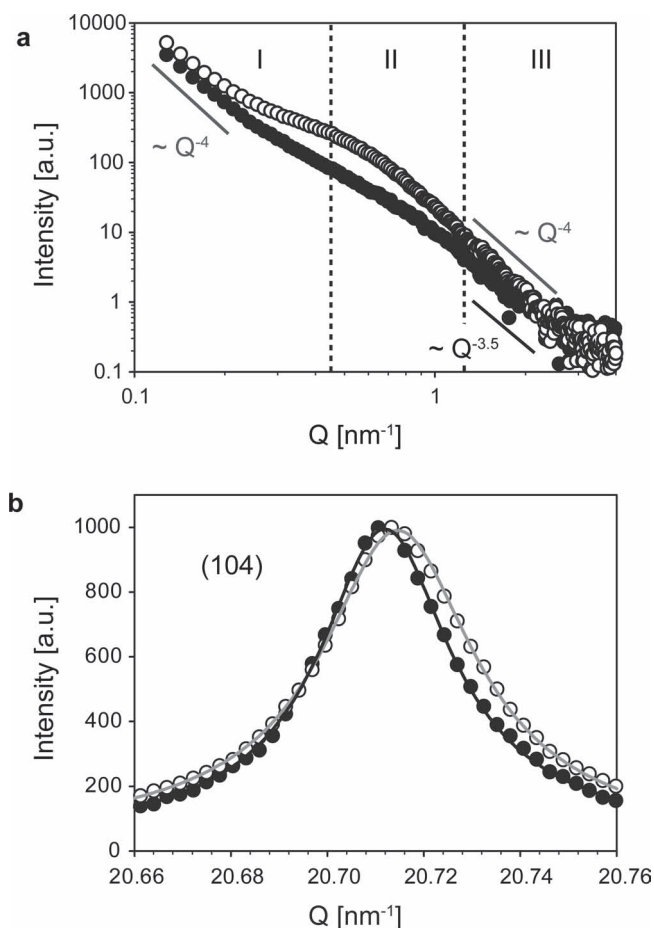 a
10000
1000
100
10
1
0.1
Intensity [a.u.]
I
II
III
~ Q-4
~ Q-4
~ Q-3.5
0.1
1
Q [nm-1]
b
1000
800
600
400
200
0
Intensity [a.u.]
(104)
20.66
20.68
20.70
20.72
20.74
20.76
Q [nm-1]